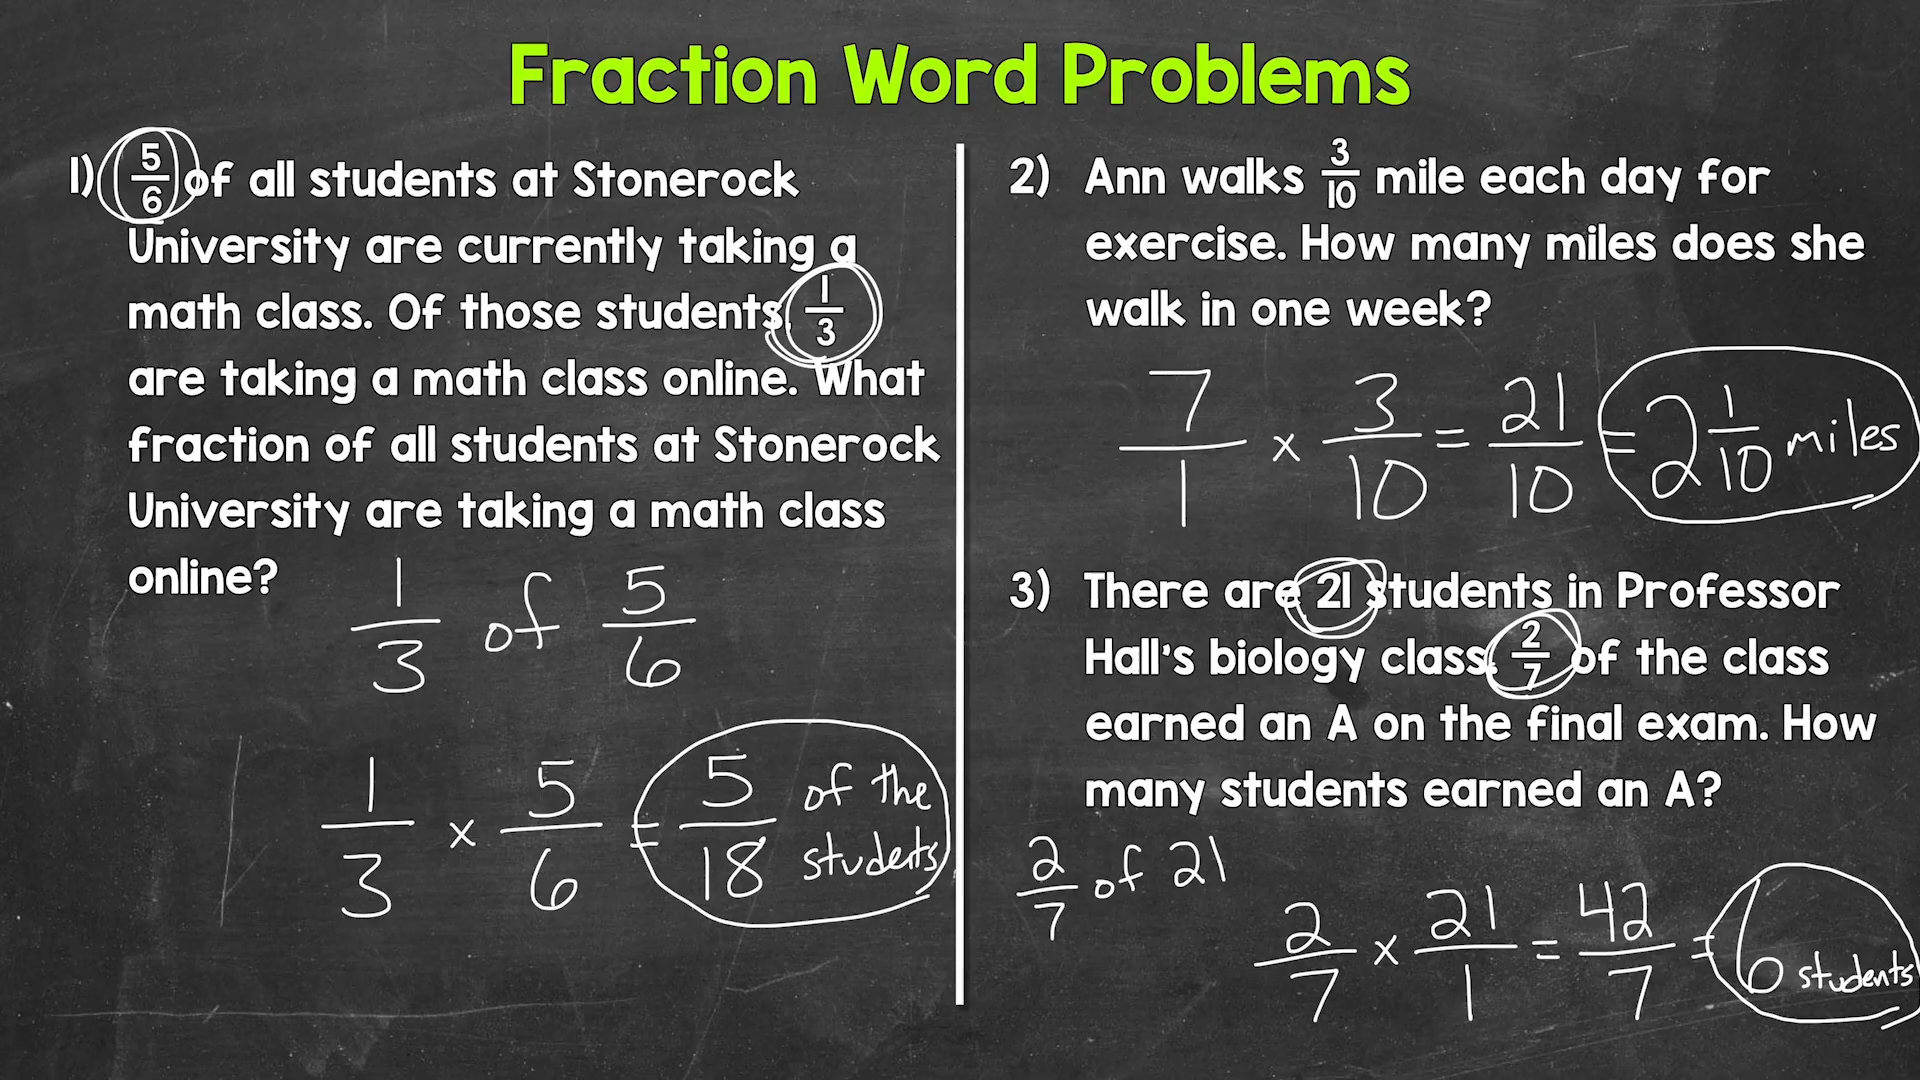 Fraction Word Problems
1) 5/6 of all students at Stonerock
University are currently taking a
math class. Of those students, 1/3
are taking a math class online. What
fraction of all students at Stonerock
University are taking a math class
online?
1/3 of 5/6
1/3 × 5/6 = 5/18 of the students
2) Ann walks 3/10 mile each day for
exercise. How many miles does she
walk in one week?
7/1 × 3/10 = 21/10 = 2 1/10 miles
3) There are 21 students in Professor
Hall's biology class. 2/7 of the class
earned an A on the final exam. How
many students earned an A?
2/7 of 21
2/7 × 21/1 = 42/7 = 6 students